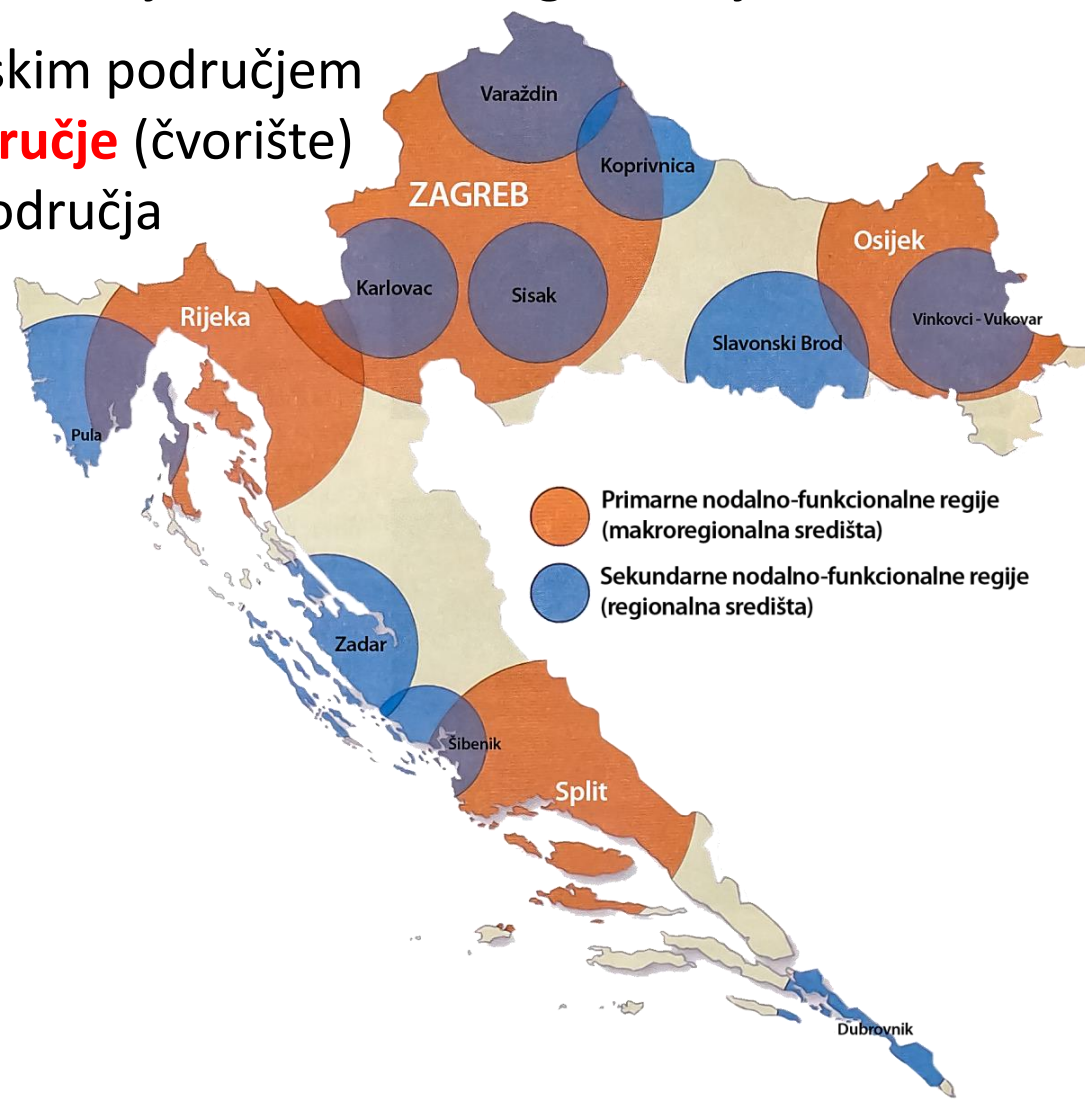 skim područjem
ručje (čvorište)
područja
Varaždin
Koprivnica
ZAGREB
Osijek
Karlovac
Sisak
Rijeka
Vinkovci - Vukovar
Slavonski Brod
Pula
Primarne nodalno-funkcionalne regije
(makroregionalna središta)
Sekundarne nodalno-funkcionalne regije
(regionalna središta)
Zadar
Šibenik
Split
Dubrovnik